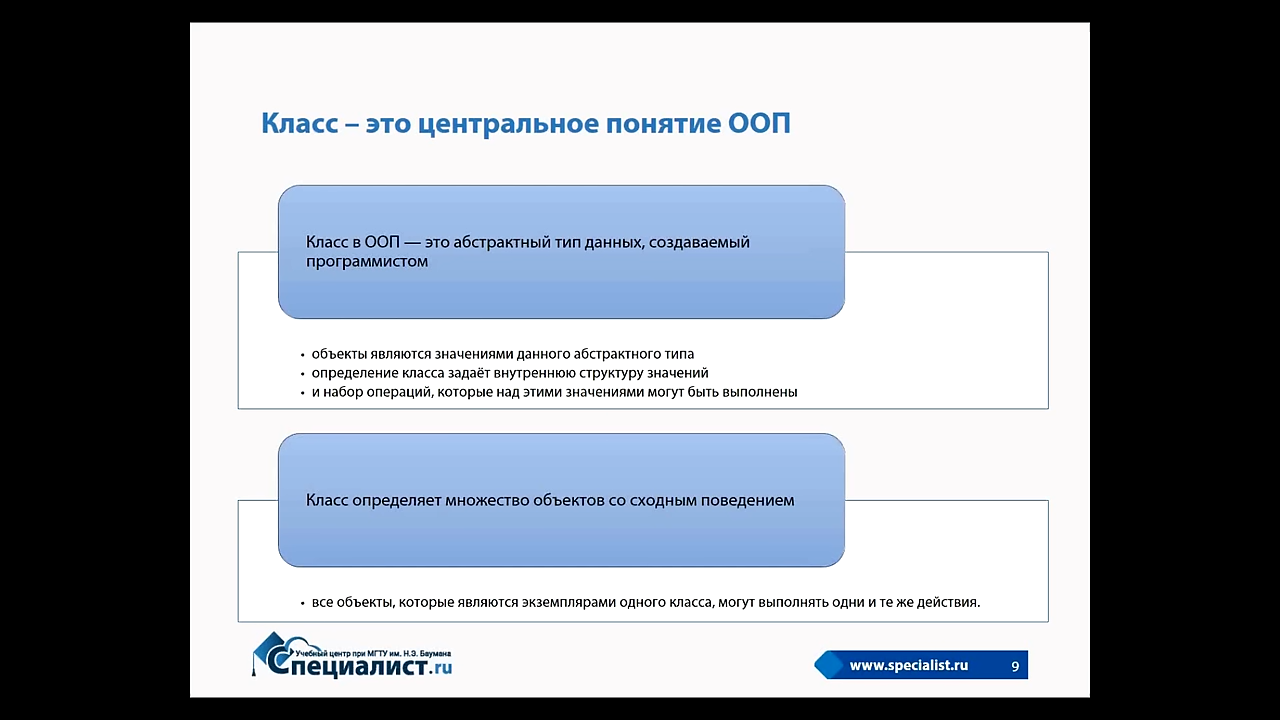 Класс – это центральное понятие ООП
Класс в ООП — это абстрактный тип данных, создаваемый
программистом
• объекты являются значениями данного абстрактного типа
• определение класса задаёт внутреннюю структуру значений
• и набор операций, которые над этими значениями могут быть выполнены
Класс определяет множество объектов со сходным поведением
• все объекты, которые являются экземплярами одного класса, могут выполнять одни и те же действия.
Учебный центр при МГТУ им. Н.Э. Баумана
Специалист.ru
www.specialist.ru 9